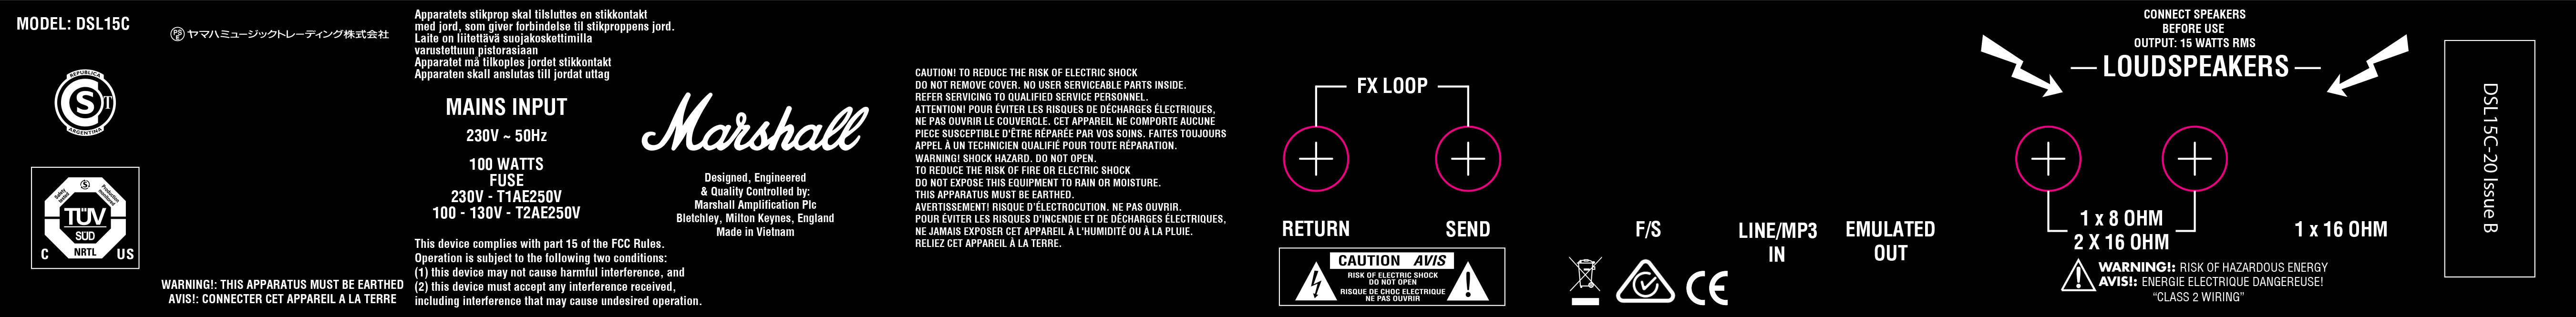 MODEL: DSL15C
PS
E
ヤマハミュージックトレーディング株式会社
REPUBLICA
S
T
ARGENTINA
Safety tested
S
Production monitored
TÜV
SÜD
C NRTL US
WARNING!: THIS APPARATUS MUST BE EARTHED
AVIS!: CONNECTER CET APPAREIL A LA TERRE
Apparatets stikprop skal tilsluttes en stikkontakt
med jord, som giver forbindelse til stikproppens jord.
Laite on liitettävä suojakoskettimilla
varustettuun pistorasiaan
Apparatet må tilkoples jordet stikkontakt
Apparaten skall anslutas till jordat uttag
MAINS INPUT
230V ~ 50Hz
100 WATTS
FUSE
230V - T1AE250V
100 - 130V - T2AE250V
This device complies with part 15 of the FCC Rules.
Operation is subject to the following two conditions:
(1) this device may not cause harmful interference, and
(2) this device must accept any interference received,
including interference that may cause undesired operation.
Marshall
Designed, Engineered
& Quality Controlled by:
Marshall Amplification Plc
Bletchley, Milton Keynes, England
Made in Vietnam
CAUTION! TO REDUCE THE RISK OF ELECTRIC SHOCK
DO NOT REMOVE COVER. NO USER SERVICEABLE PARTS INSIDE.
REFER SERVICING TO QUALIFIED SERVICE PERSONNEL.
ATTENTION! POUR ÉVITER LES RISQUES DE DÉCHARGES ÉLECTRIQUES,
NE PAS OUVRIR LE COUVERCLE. CET APPAREIL NE COMPORTE AUCUNE
PIECE SUSCEPTIBLE D'ÊTRE RÉPARÉE PAR VOS SOINS. FAITES TOUJOURS
APPEL À UN TECHNICIEN QUALIFIÉ POUR TOUTE RÉPARATION.
WARNING! SHOCK HAZARD. DO NOT OPEN.
TO REDUCE THE RISK OF FIRE OR ELECTRIC SHOCK
DO NOT EXPOSE THIS EQUIPMENT TO RAIN OR MOISTURE.
THIS APPARATUS MUST BE EARTHED.
AVERTISSEMENT! RISQUE D'ÉLECTROCUTION. NE PAS OUVRIR.
POUR ÉVITER LES RISQUES D'INCENDIE ET DE DÉCHARGES ÉLECTRIQUES,
NE JAMAIS EXPOSER CET APPAREIL À L'HUMIDITÉ OU À LA PLUIE.
RELIEZ CET APPAREIL À LA TERRE.
FX LOOP
RETURN SEND
CAUTION AVIS
RISK OF ELECTRIC SHOCK
DO NOT OPEN
RISQUE DE CHOC ELECTRIQUE
NE PAS OUVRIR
F/S
CE
LINE/MP3
IN
EMULATED
OUT
CONNECT SPEAKERS
BEFORE USE
OUTPUT: 15 WATTS RMS
LOUDSPEAKERS
1 x 8 OHM
2 X 16 OHM
1 x 16 OHM
WARNING!: RISK OF HAZARDOUS ENERGY
AVIS!: ENERGIE ELECTRIQUE DANGEREUSE!
“CLASS 2 WIRING”
DSL15C-20 Issue B